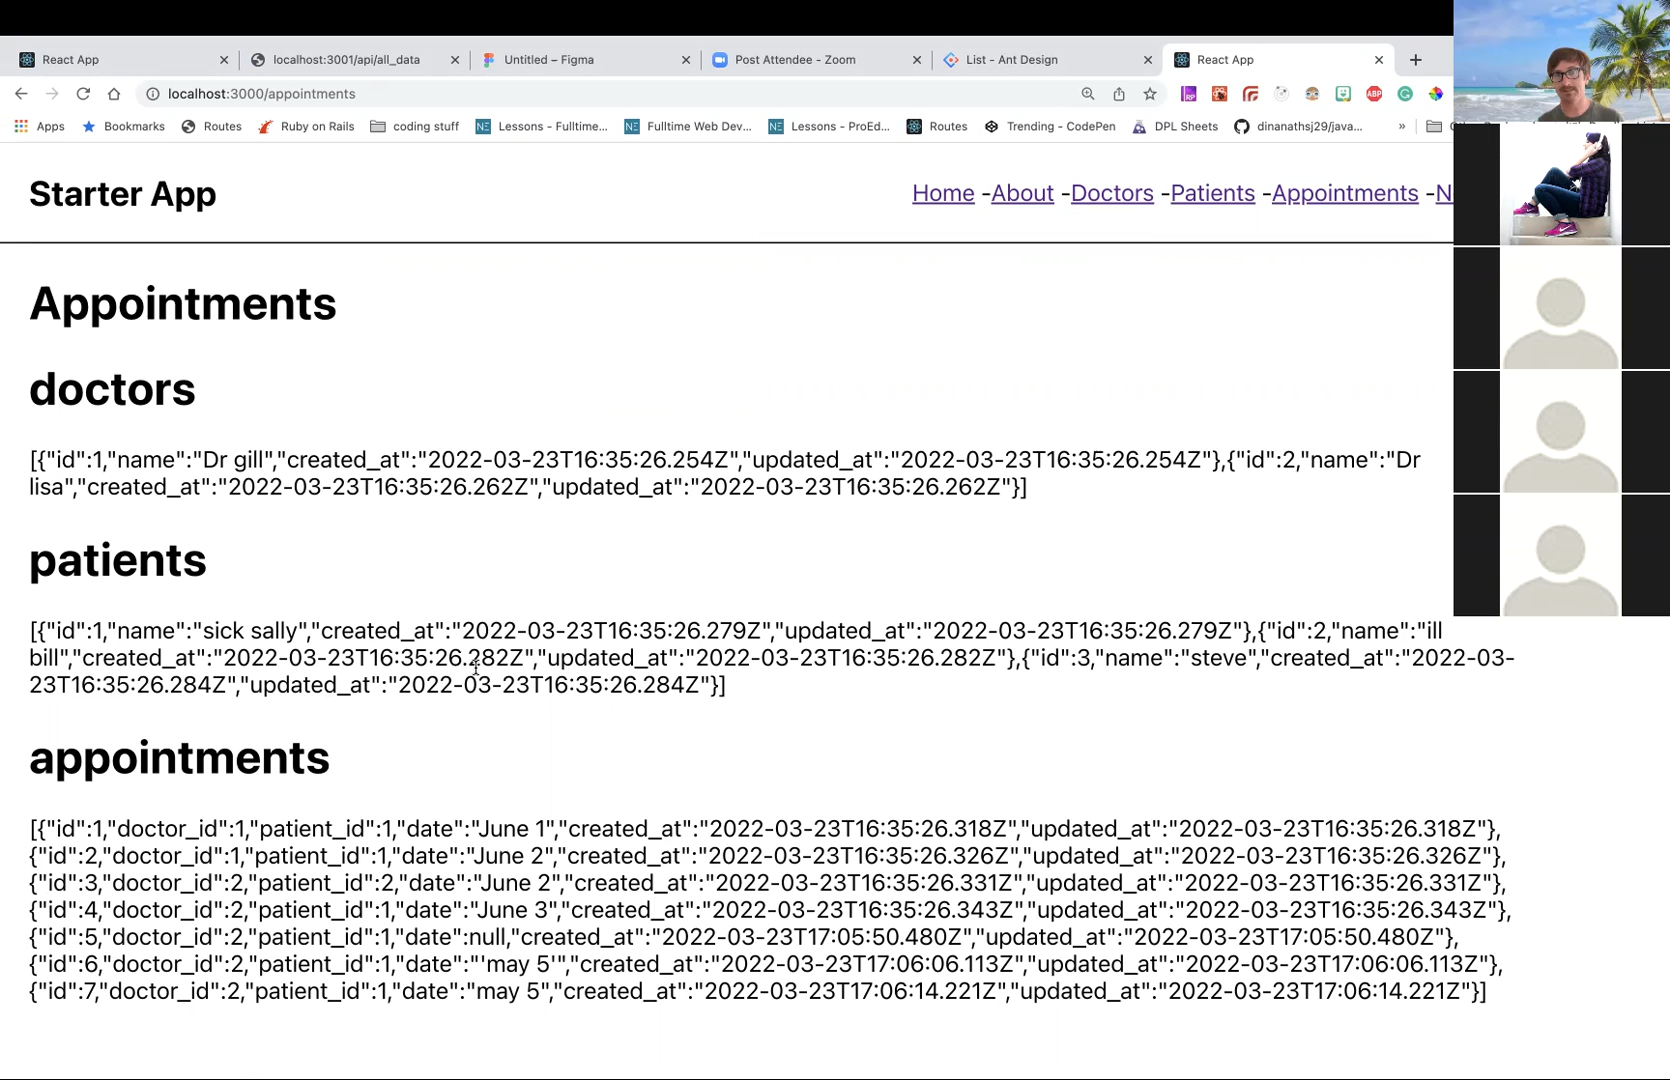 React App
localhost:3001/api/all_data
Untitled – Figma
Post Attendee - Zoom
List - Ant Design
React App
localhost:3000/appointments
Apps
Bookmarks
Routes
Ruby on Rails
coding stuff
Lessons - Fulltime...
Fulltime Web Dev...
Lessons - ProEd...
Routes
Trending - CodePen
DPL Sheets
dinanathsj29/java...
»
Starter App
Home -About -Doctors -Patients -Appointments -N
Appointments
doctors
[{"id":1,"name":"Dr gill","created_at":"2022-03-23T16:35:26.254Z","updated_at":"2022-03-23T16:35:26.254Z"},{"id":2,"name":"Dr
lisa","created_at":"2022-03-23T16:35:26.262Z","updated_at":"2022-03-23T16:35:26.262Z"}]
patients
[{"id":1,"name":"sick sally","created_at":"2022-03-23T16:35:26.279Z","updated_at":"2022-03-23T16:35:26.279Z"},{"id":2,"name":"ill
bill","created_at":"2022-03-23T16:35:26.282Z","updated_at":"2022-03-23T16:35:26.282Z"},{"id":3,"name":"steve","created_at":"2022-03-
23T16:35:26.284Z","updated_at":"2022-03-23T16:35:26.284Z"}]
appointments
[{"id":1,"doctor_id":1,"patient_id":1,"date":"June 1","created_at":"2022-03-23T16:35:26.318Z","updated_at":"2022-03-23T16:35:26.318Z"},
{"id":2,"doctor_id":1,"patient_id":1,"date":"June 2","created_at":"2022-03-23T16:35:26.326Z","updated_at":"2022-03-23T16:35:26.326Z"},
{"id":3,"doctor_id":2,"patient_id":2,"date":"June 2","created_at":"2022-03-23T16:35:26.331Z","updated_at":"2022-03-23T16:35:26.331Z"},
{"id":4,"doctor_id":2,"patient_id":1,"date":"June 3","created_at":"2022-03-23T16:35:26.343Z","updated_at":"2022-03-23T16:35:26.343Z"},
{"id":5,"doctor_id":2,"patient_id":1,"date":null,"created_at":"2022-03-23T17:05:50.480Z","updated_at":"2022-03-23T17:05:50.480Z"},
{"id":6,"doctor_id":2,"patient_id":1,"date":"'may 5'","created_at":"2022-03-23T17:06:06.113Z","updated_at":"2022-03-23T17:06:06.113Z"},
{"id":7,"doctor_id":2,"patient_id":1,"date":"may 5","created_at":"2022-03-23T17:06:14.221Z","updated_at":"2022-03-23T17:06:14.221Z"}]